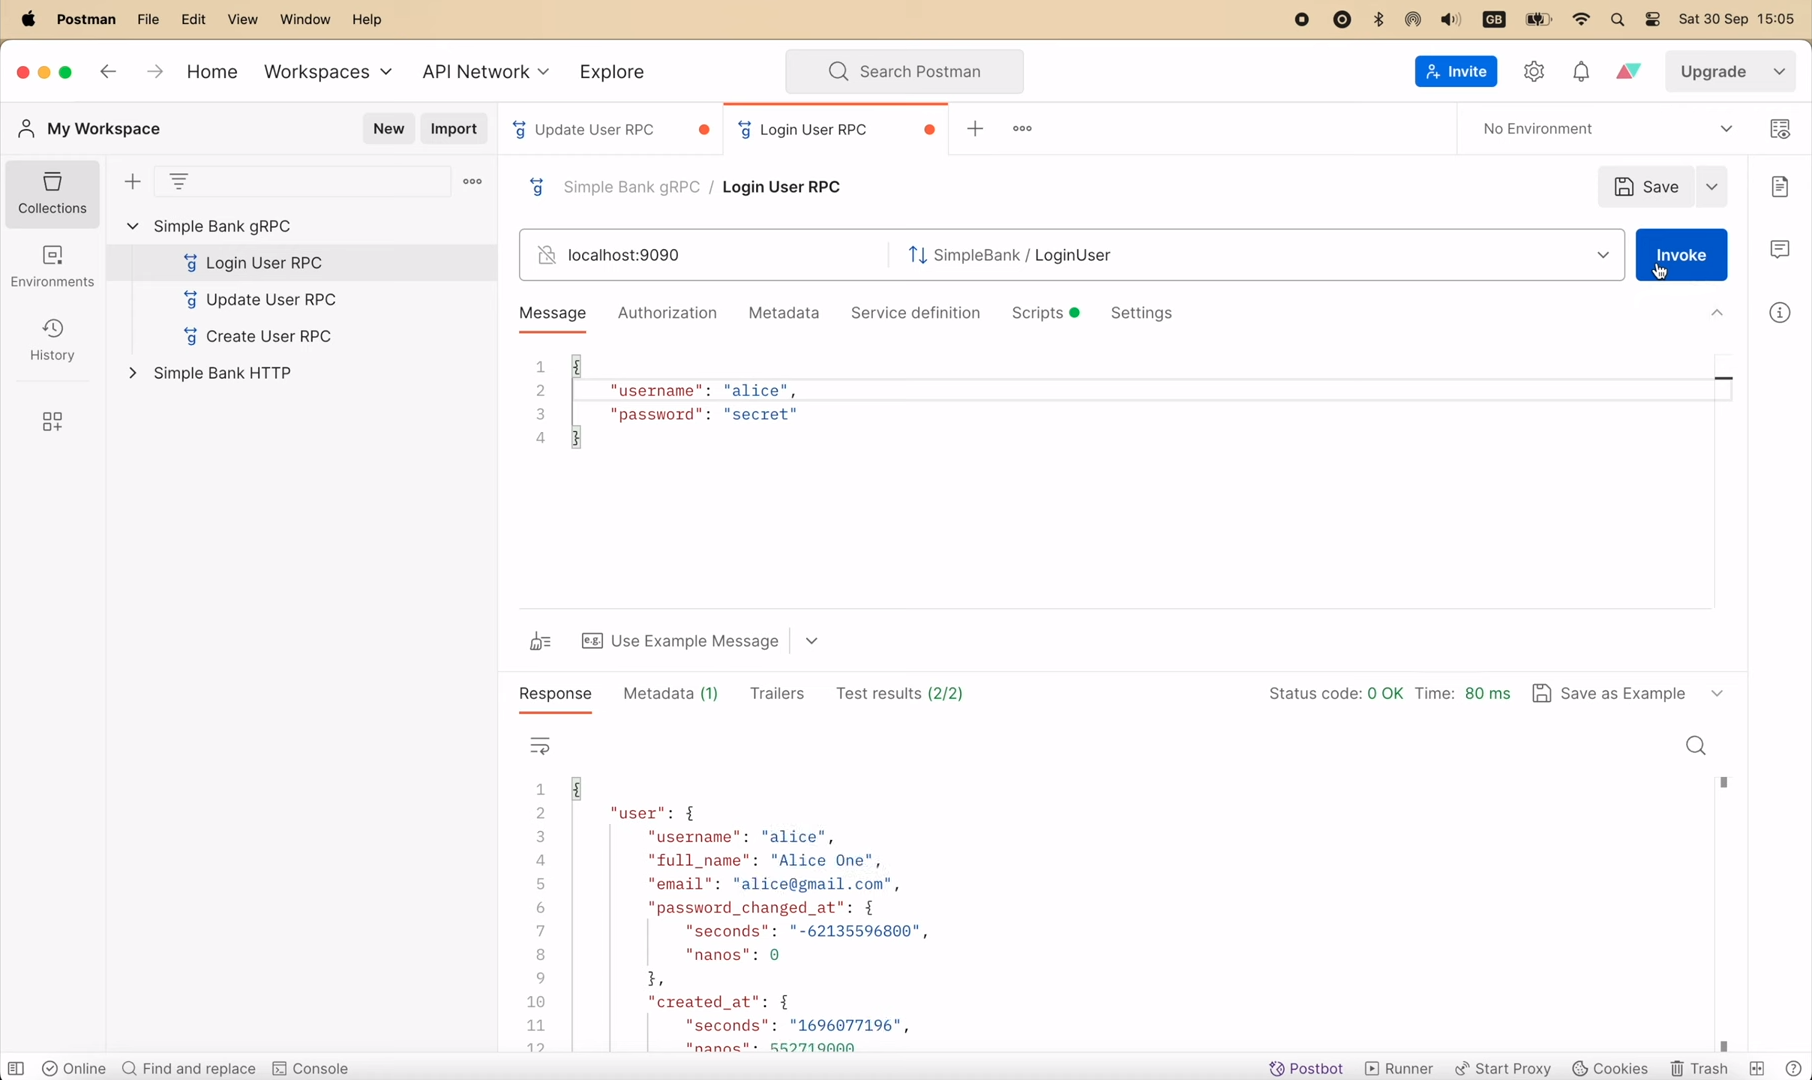 Postman File Edit View Window Help GB Sat 30 Sep 15:05
Home Workspaces API Network Explore Search Postman Invite Upgrade
My Workspace New Import Update User RPC Login User RPC No Environment
Simple Bank gRPC / Login User RPC Save
Collections
Environments
History
Simple Bank gRPC
Login User RPC
Update User RPC
Create User RPC
Simple Bank HTTP
localhost:9090 SimpleBank / LoginUser Invoke
Message Authorization Metadata Service definition Scripts Settings
1 {
2 "username": "alice",
3 "password": "secret"
4 }
e.g. Use Example Message
Response Metadata (1) Trailers Test results (2/2) Status code: 0 OK Time: 80 ms Save as Example
1 {
2 "user": {
3 "username": "alice",
4 "full_name": "Alice One",
5 "email": "alice@gmail.com",
6 "password_changed_at": {
7 "seconds": "-62135596800",
8 "nanos": 0
9 },
10 "created_at": {
11 "seconds": "1696077196",
12 "nanos": 552719000
Online Find and replace Console Postbot Runner Start Proxy Cookies Trash